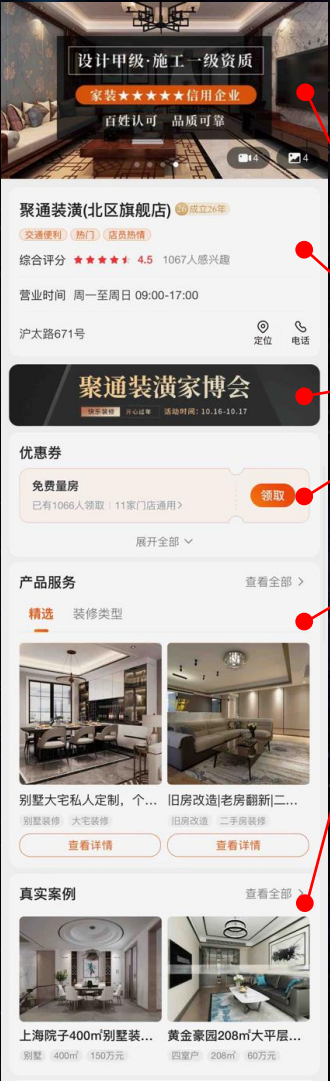 设计甲级·施工一级资质
家装★★★★★信用企业
百姓认可 品质可靠
4 4
聚通装潢(北区旗舰店) 26 成立26年
交通便利 热门 店员热情
综合评分 ★★★★★ 4.5 1067人感兴趣
营业时间 周一至周日 09:00-17:00
沪太路671号
定位 电话
聚通装潢家博会
快乐装修 开心过年 活动时间：10.16-10.17
优惠券
免费量房
已有1066人领取 | 11家门店通用>
领取
展开全部
产品服务 查看全部 >
精选 装修类型
别墅大宅私人定制，个... 旧房改造|老房翻新|二...
别墅装修 大宅装修 旧房改造 二手房装修
查看详情 查看详情
真实案例 查看全部 >
上海院子400㎡别墅装... 黄金豪园208㎡大平层...
别墅 400㎡ 150万元 四室户 208㎡ 60万元